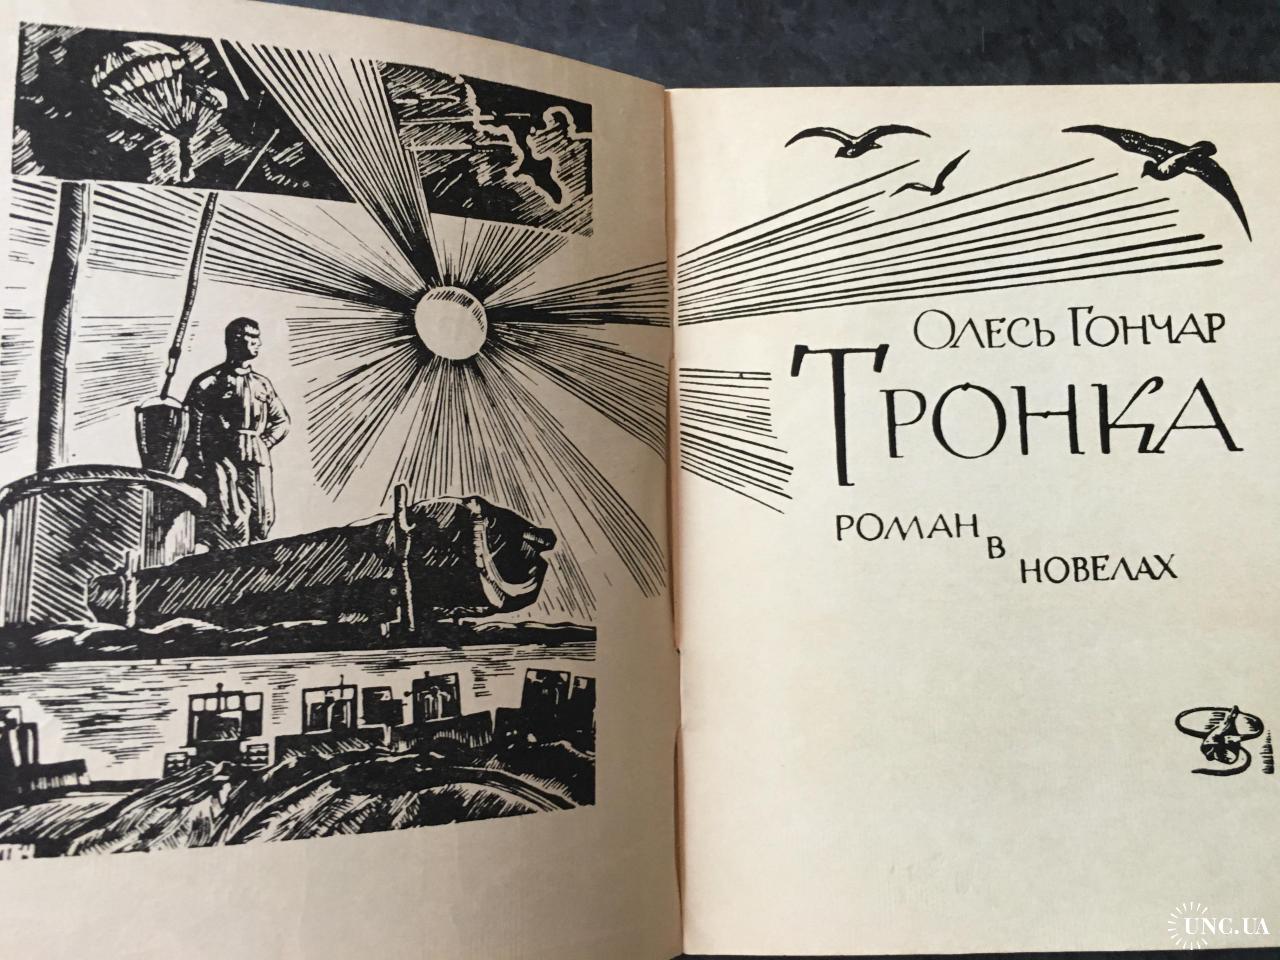 Олесь Гончар
Тронка
роман
в
новелах
UNC.UA